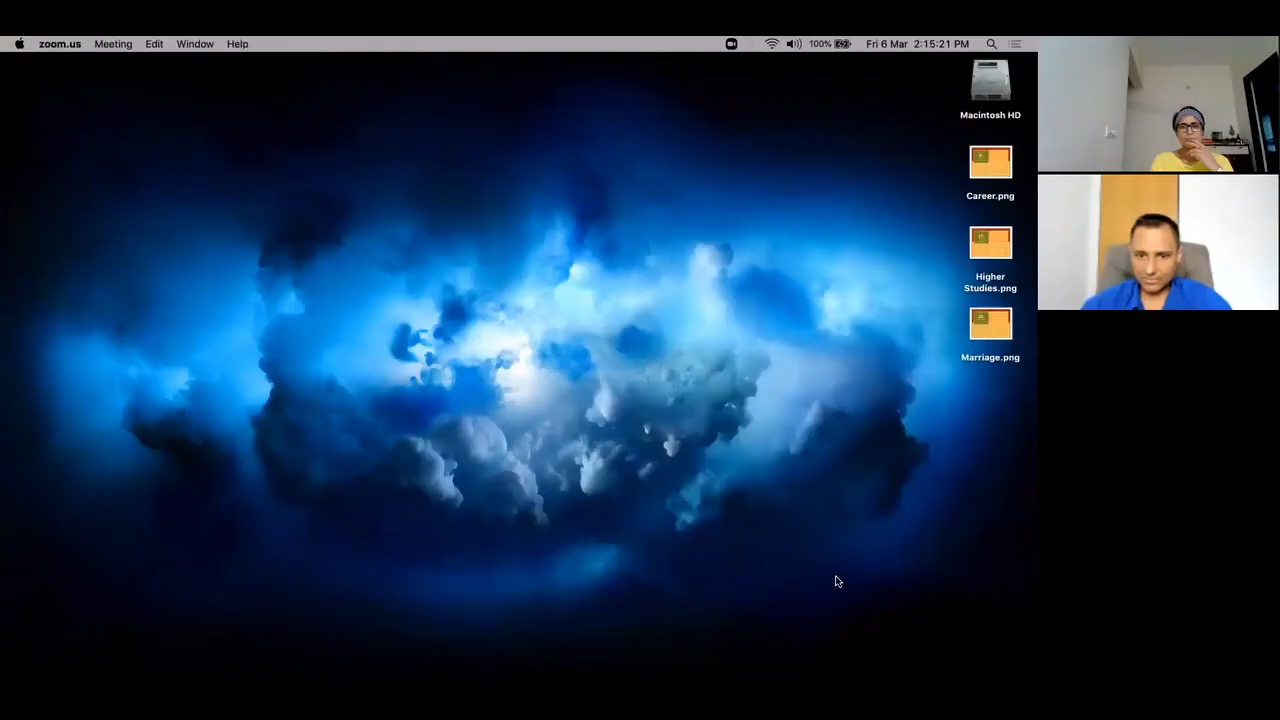 zoom.us Meeting Edit Window Help 100% Fri 6 Mar 2:15:21 PM
Macintosh HD
Career.png
Higher
Studies.png
Marriage.png